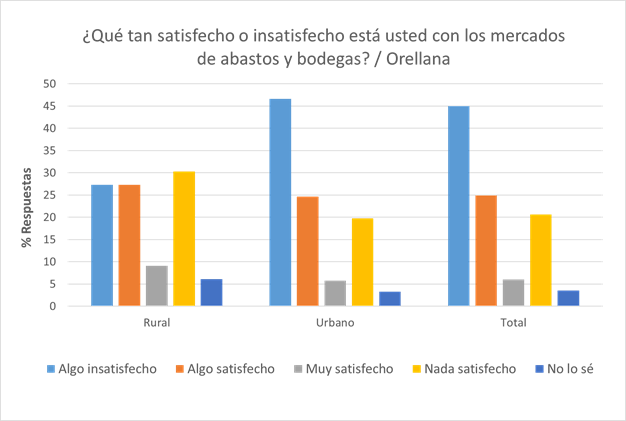 ¿Qué tan satisfecho o insatisfecho está usted con los mercados
de abastos y bodegas? / Orellana
50
45
40
35
30
25
20
15
10
5
0
% Respuestas
Rural Urbano Total
Algo insatisfecho Algo satisfecho Muy satisfecho Nada satisfecho No lo sé